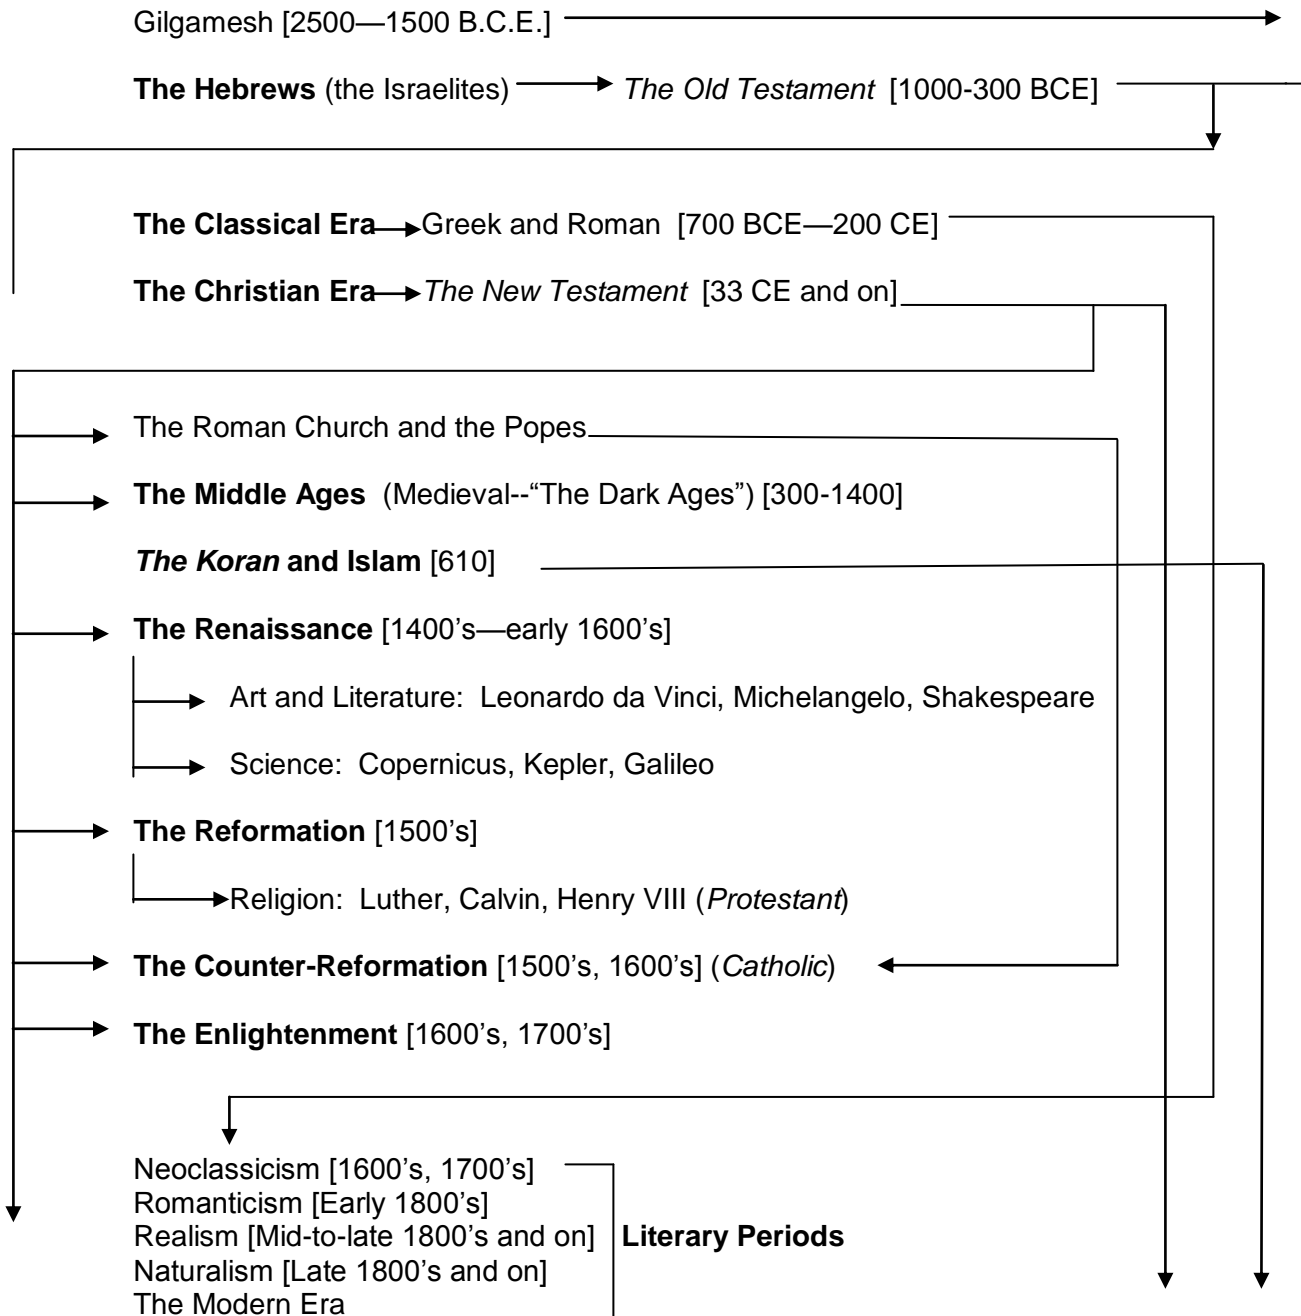 Gilgamesh [2500—1500 B.C.E.]
The Hebrews (the Israelites) The Old Testament [1000-300 BCE]
The Classical Era Greek and Roman [700 BCE—200 CE]
The Christian Era The New Testament [33 CE and on]
The Roman Church and the Popes
The Middle Ages (Medieval--“The Dark Ages”) [300-1400]
The Koran and Islam [610]
The Renaissance [1400’s—early 1600’s]
Art and Literature: Leonardo da Vinci, Michelangelo, Shakespeare
Science: Copernicus, Kepler, Galileo
The Reformation [1500’s]
Religion: Luther, Calvin, Henry VIII (Protestant)
The Counter-Reformation [1500’s, 1600’s] (Catholic)
The Enlightenment [1600’s, 1700’s]
Neoclassicism [1600’s, 1700’s]
Romanticism [Early 1800’s]
Realism [Mid-to-late 1800’s and on] Literary Periods
Naturalism [Late 1800’s and on]
The Modern Era